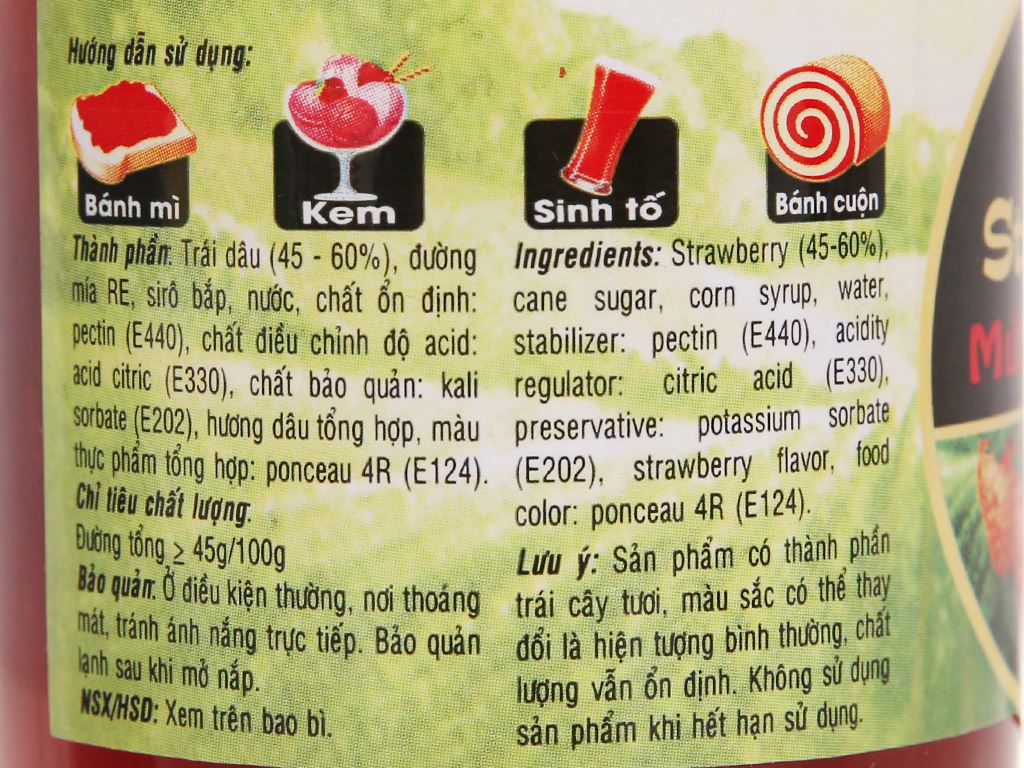 Hướng dẫn sử dụng:
Bánh mì
Kem
Sinh tố
Bánh cuộn
Thành phần: Trái dâu (45 - 60%), đường
mía RE, sirô bắp, nước, chất ổn định:
pectin (E440), chất điều chỉnh độ acid:
acid citric (E330), chất bảo quản: kali
sorbate (E202), hương dâu tổng hợp, màu
thực phẩm tổng hợp: ponceau 4R (E124).
Chỉ tiêu chất lượng:
Đường tổng ≥ 45g/100g
Bảo quản: Ở điều kiện thường, nơi thoáng
mát, tránh ánh nắng trực tiếp. Bảo quản
lạnh sau khi mở nắp.
NSX/HSD: Xem trên bao bì.
Ingredients: Strawberry (45-60%),
cane sugar, corn syrup, water,
stabilizer: pectin (E440), acidity
regulator: citric acid (E330),
preservative: potassium sorbate
(E202), strawberry flavor, food
color: ponceau 4R (E124).
Lưu ý: Sản phẩm có thành phần
trái cây tươi, màu sắc có thể thay
đổi là hiện tượng bình thường, chất
lượng vẫn ổn định. Không sử dụng
sản phẩm khi hết hạn sử dụng.